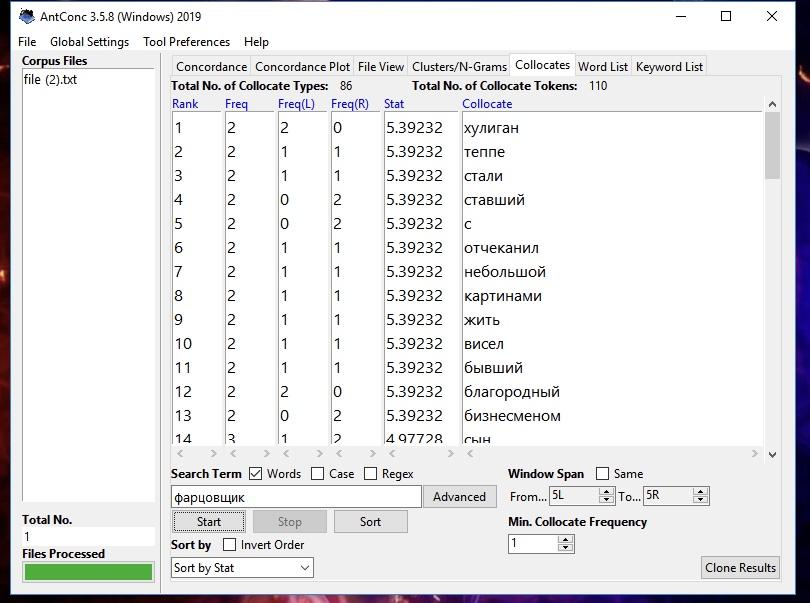 AntConc 3.5.8 (Windows) 2019
File Global Settings Tool Preferences Help
Corpus Files
file (2).txt
Total No.
1
Files Processed
Concordance Concordance Plot File View Clusters/N-Grams Collocates Word List Keyword List
Total No. of Collocate Types: 86 Total No. of Collocate Tokens: 110
Rank Freq Freq(L) Freq(R) Stat Collocate
1 2 2 0 5.39232 хулиган
2 2 1 1 5.39232 теппе
3 2 1 1 5.39232 стали
4 2 0 2 5.39232 ставший
5 2 0 2 5.39232 с
6 2 1 1 5.39232 отчеканил
7 2 1 1 5.39232 небольшой
8 2 1 1 5.39232 картинами
9 2 1 1 5.39232 жить
10 2 1 1 5.39232 висел
11 2 1 1 5.39232 бывший
12 2 2 0 5.39232 благородный
13 2 0 2 5.39232 бизнесменом
14 3 1 2 4.97728 сын
Search Term Words Case Regex Window Span Same
фарцовщик Advanced From... 5L To... 5R
Start Stop Sort Min. Collocate Frequency
Sort by Invert Order 1
Sort by Stat Clone Results